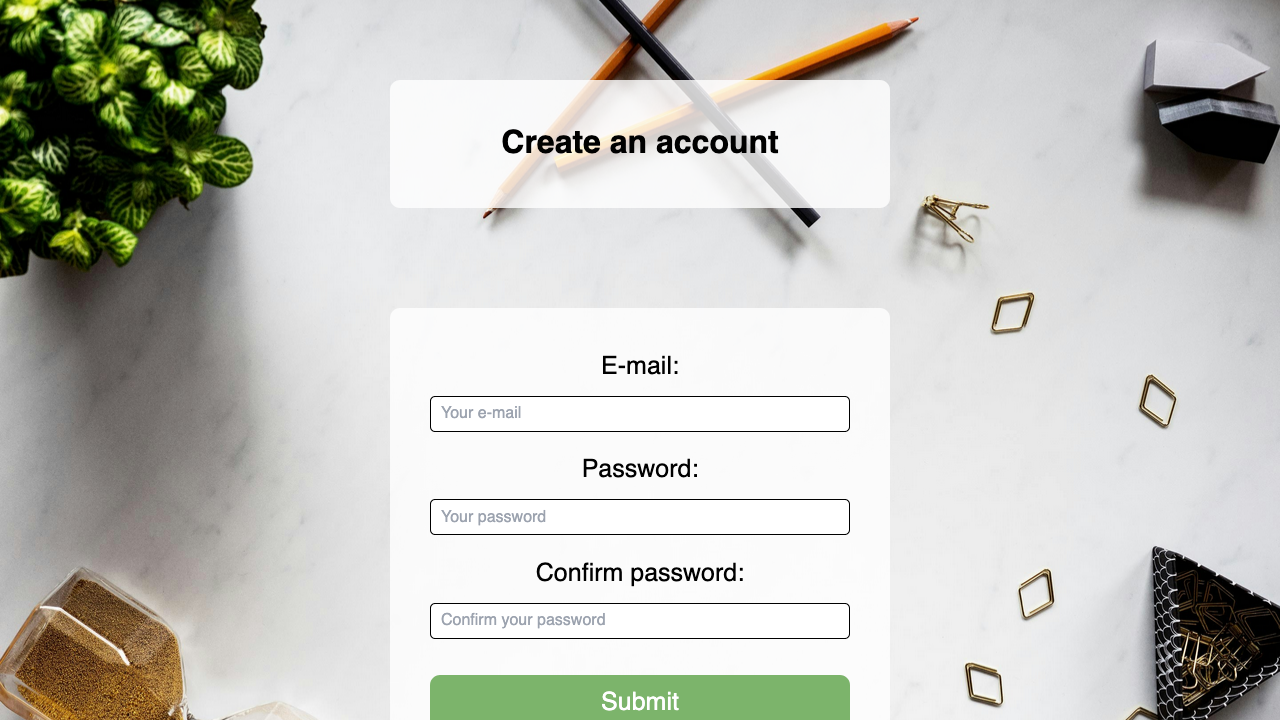 Create an account
E-mail:
Your e-mail
Password:
Your password
Confirm password:
Confirm your password
Submit